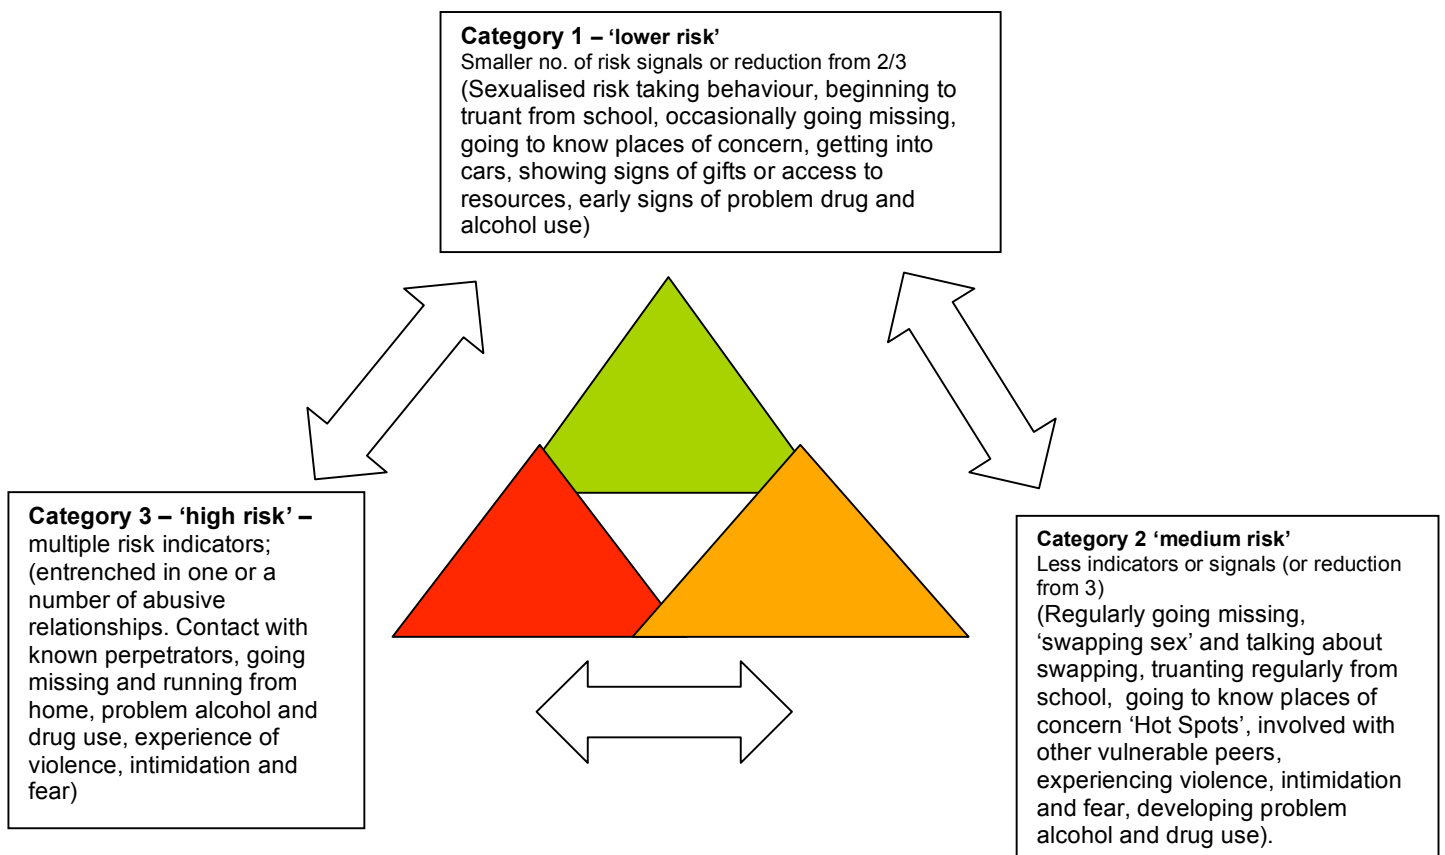 Category 1 – ‘lower risk’
Smaller no. of risk signals or reduction from 2/3
(Sexualised risk taking behaviour, beginning to
truant from school, occasionally going missing,
going to know places of concern, getting into
cars, showing signs of gifts or access to
resources, early signs of problem drug and
alcohol use)
Category 3 – ‘high risk’ –
multiple risk indicators;
(entrenched in one or a
number of abusive
relationships. Contact with
known perpetrators, going
missing and running from
home, problem alcohol and
drug use, experience of
violence, intimidation and
fear)
Category 2 ‘medium risk’
Less indicators or signals (or reduction
from 3)
(Regularly going missing,
‘swapping sex’ and talking about
swapping, truanting regularly from
school,  going to know places of
concern ‘Hot Spots’, involved with
other vulnerable peers,
experiencing violence, intimidation
and fear, developing problem
alcohol and drug use).